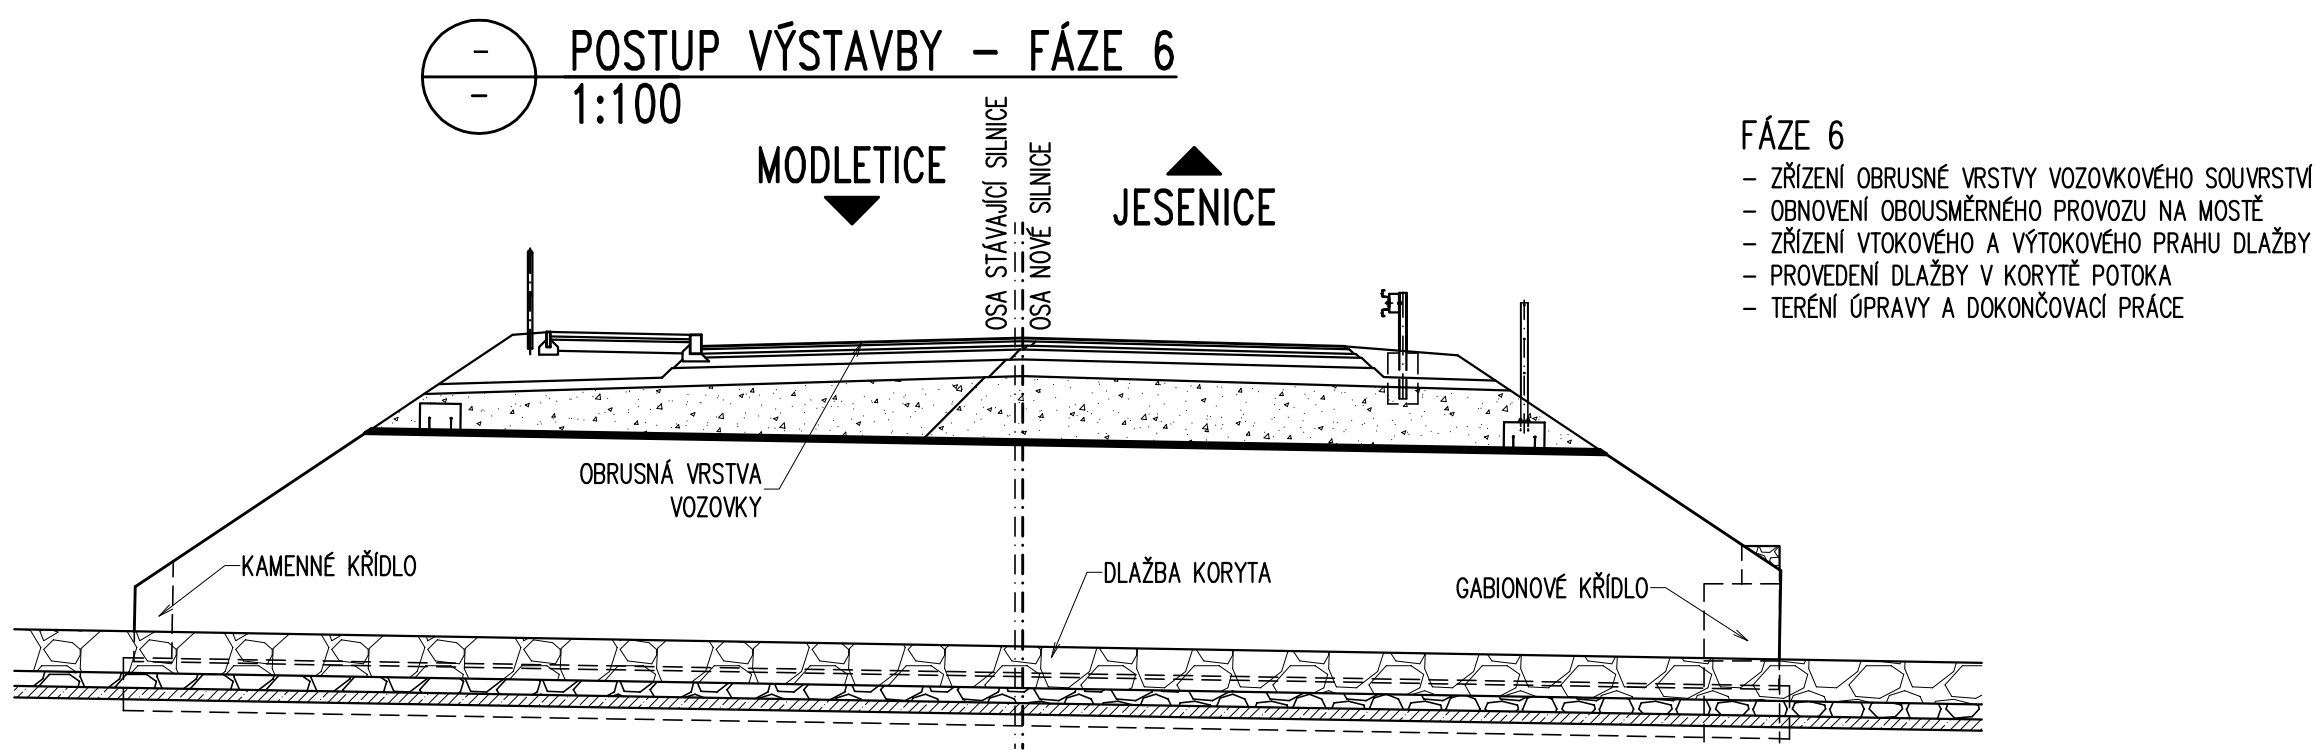 -
-
POSTUP VÝSTAVBY - FÁZE 6
1:100
MODLETICE
JESENICE
OSA STÁVAJÍCÍ SILNICE
OSA NOVÉ SILNICE
FÁZE 6
- ZŘÍZENÍ OBRUSNÉ VRSTVY VOZOVKOVÉHO SOUVRSTVÍ
- OBNOVENÍ OBOUSMĚRNÉHO PROVOZU NA MOSTĚ
- ZŘÍZENÍ VTOKOVÉHO A VÝTOKOVÉHO PRAHU DLAŽBY
- PROVEDENÍ DLAŽBY V KORYTĚ POTOKA
- TERÉNÍ ÚPRAVY A DOKONČOVACÍ PRÁCE
OBRUSNÁ VRSTVA
VOZOVKY
KAMENNÉ KŘÍDLO
DLAŽBA KORYTA
GABIONOVÉ KŘÍDLO